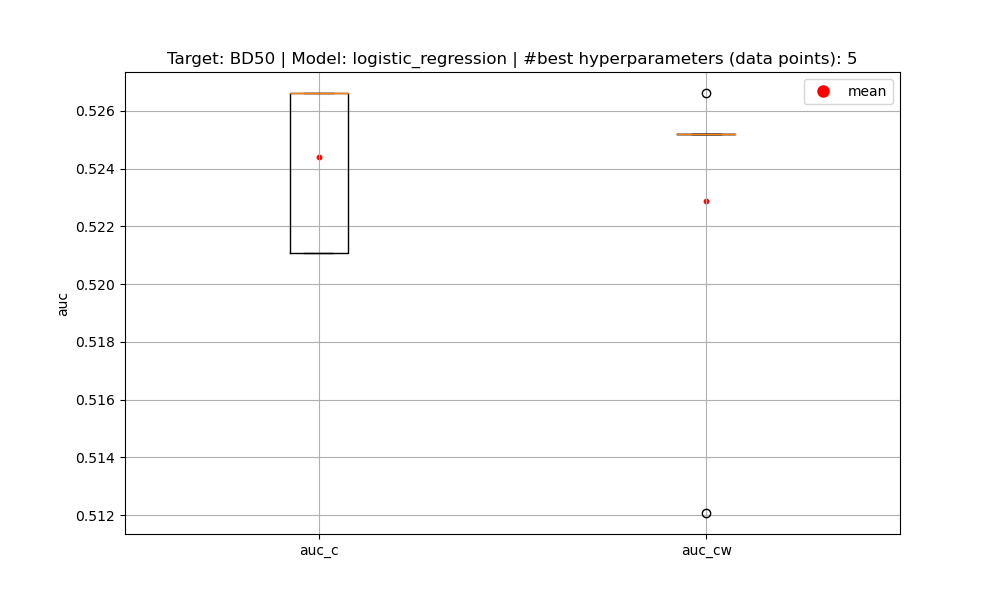 Target: BD50 | Model: logistic_regression | #best hyperparameters (data points): 5
mean
0.526
0.524
0.522
0.520
0.518
0.516
0.514
0.512
auc
auc_c
auc_cw